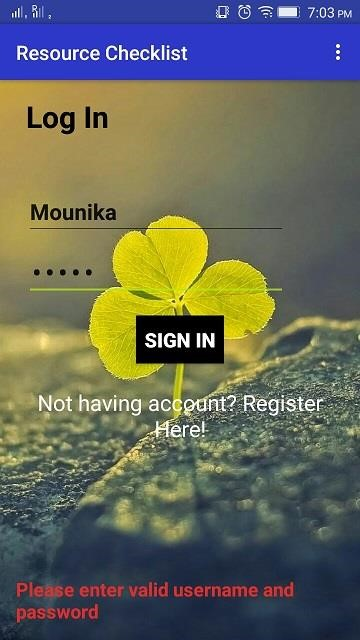 7:03 PM
Resource Checklist
Log In
Mounika
•••••
SIGN IN
Not having account? Register
Here!
Please enter valid username and
password